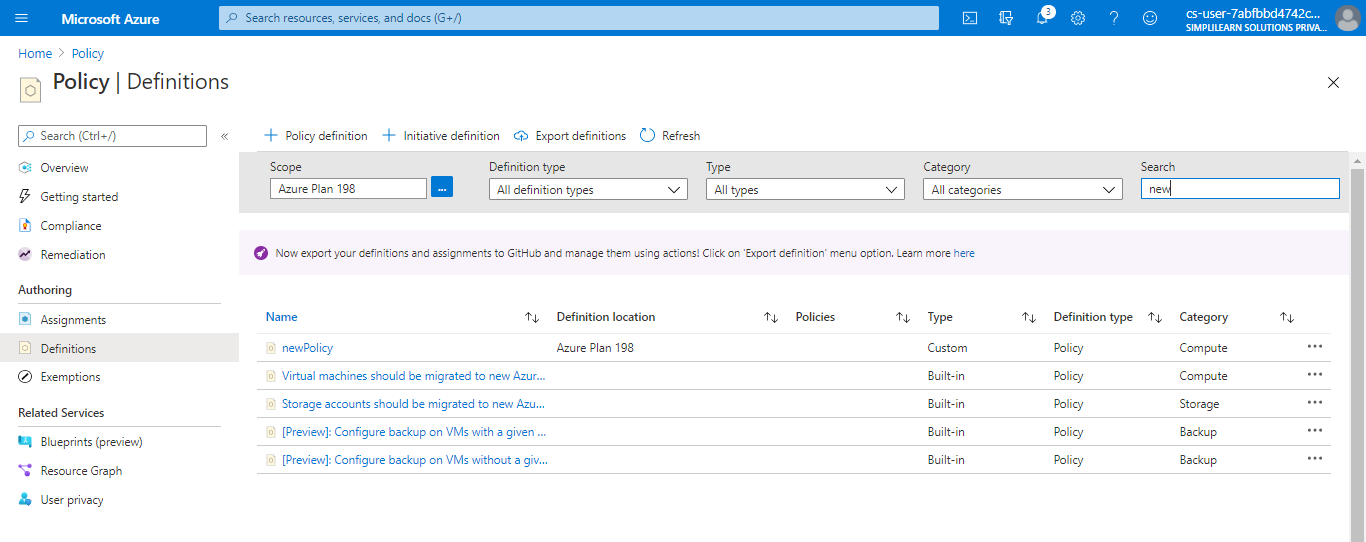 Microsoft Azure
Search resources, services, and docs (G+/)
3
cs-user-7abfbbd4742c...
SIMPLILEARN SOLUTIONS PRIVA...
Home > Policy
Policy | Definitions
Search (Ctrl+/)
«
Overview
Getting started
Compliance
Remediation
Authoring
Assignments
Definitions
Exemptions
Related Services
Blueprints (preview)
Resource Graph
User privacy
Policy definition Initiative definition Export definitions Refresh
Scope Definition type Type Category Search
Azure Plan 198 ... All definition types All types All categories new
Now export your definitions and assignments to GitHub and manage them using actions! Click on 'Export definition' menu option. Learn more here
Name Definition location Policies Type Definition type Category
newPolicy Azure Plan 198 Custom Policy Compute ...
Virtual machines should be migrated to new Azur... Built-in Policy Compute ...
Storage accounts should be migrated to new Azu... Built-in Policy Storage ...
[Preview]: Configure backup on VMs with a given ... Built-in Policy Backup ...
[Preview]: Configure backup on VMs without a giv... Built-in Policy Backup ...